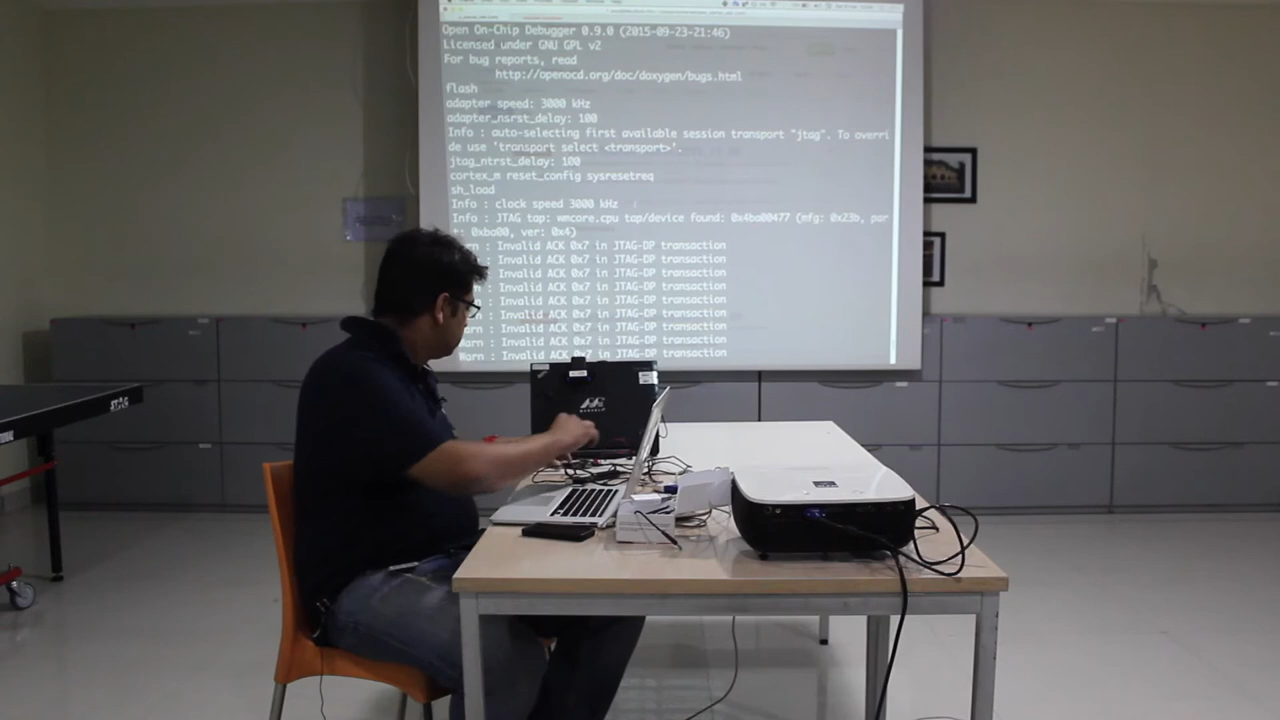 Open On-Chip Debugger 0.9.0 (2015-09-23-21:46)
Licensed under GNU GPL v2
For bug reports, read
http://openocd.org/doc/doxygen/bugs.html
flash
adapter speed: 3000 kHz
adapter_nsrst_delay: 100
Info : auto-selecting first available session transport "jtag". To overri
de use 'transport select <transport>'.
jtag_ntrst_delay: 100
cortex_m reset_config sysresetreq
sh_load
Info : clock speed 3000 kHz
Info : JTAG tap: wmcore.cpu tap/device found: 0x4ba00477 (mfg: 0x23b, par
t: 0xba00, ver: 0x4)
: Invalid ACK 0x7 in JTAG-DP transaction
: Invalid ACK 0x7 in JTAG-DP transaction
: Invalid ACK 0x7 in JTAG-DP transaction
: Invalid ACK 0x7 in JTAG-DP transaction
: Invalid ACK 0x7 in JTAG-DP transaction
: Invalid ACK 0x7 in JTAG-DP transaction
Warn : Invalid ACK 0x7 in JTAG-DP transaction
Warn : Invalid ACK 0x7 in JTAG-DP transaction
Warn : Invalid ACK 0x7 in JTAG-DP transaction
STAG
MARVELL